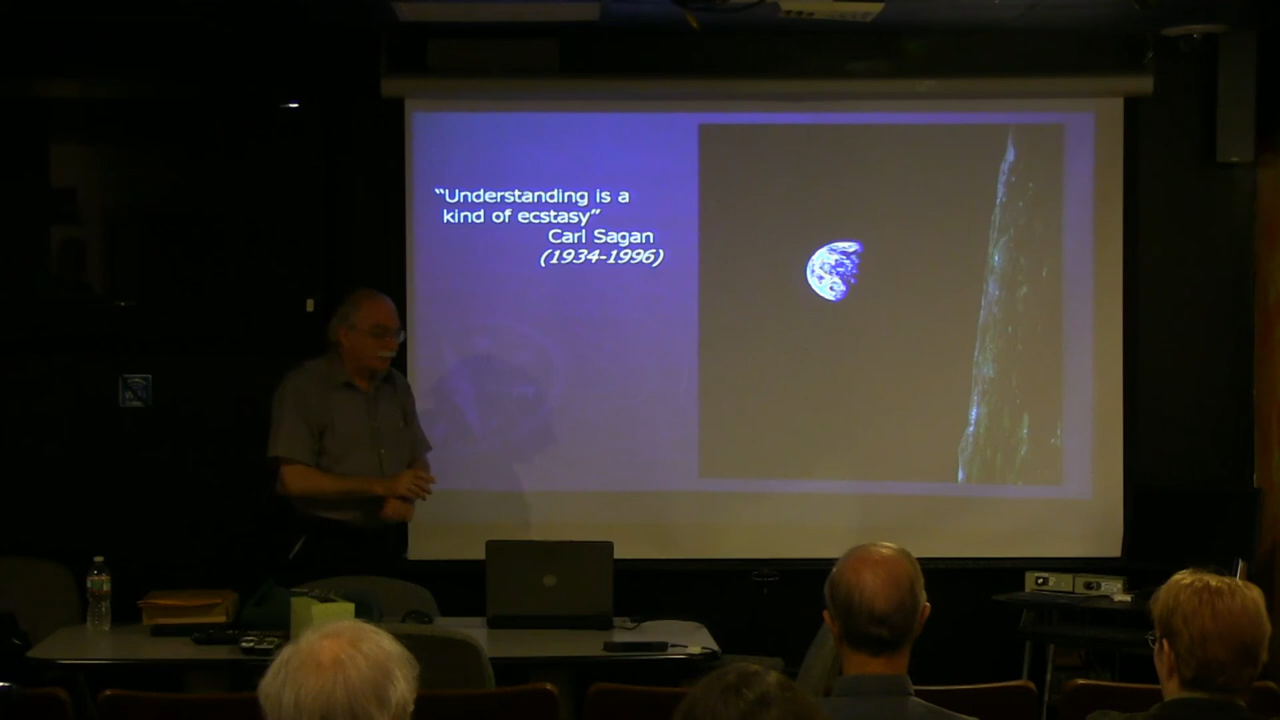 “Understanding is a
kind of ecstasy”
Carl Sagan
(1934-1996)